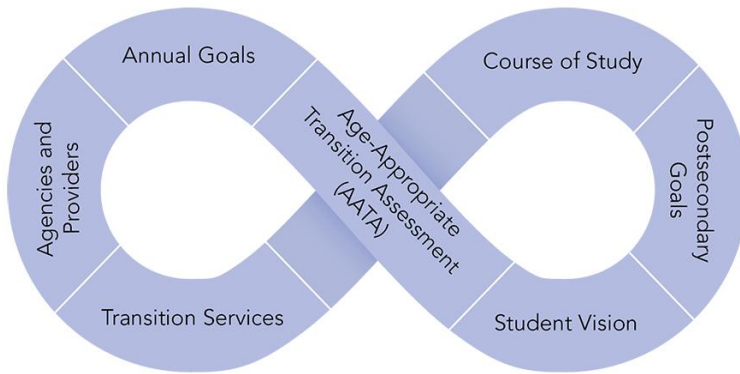 Annual Goals
Course of Study
Agencies and
Providers
Age-Appropriate
Transition Assessment
(AATA)
Postsecondary
Goals
Transition Services
Student Vision